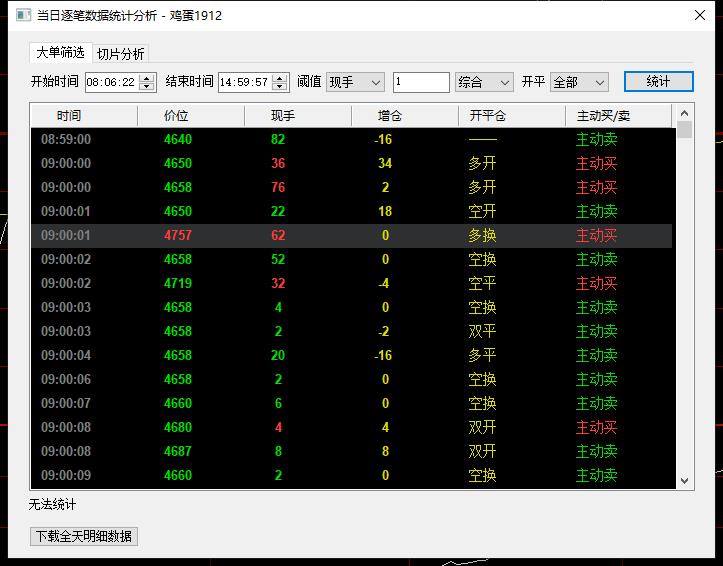 当日逐笔数据统计分析 - 鸡蛋1912
大单筛选 切片分析
开始时间 08:06:22 结束时间 14:59:57 阈值 现手 1 综合 开平 全部 统计
时间 价位 现手 增仓 开平仓 主动买/卖
08:59:00 4640 82 -16 —— 主动卖
09:00:00 4650 36 34 多开 主动买
09:00:00 4658 76 2 多开 主动买
09:00:01 4650 22 18 空开 主动卖
09:00:01 4757 62 0 多换 主动买
09:00:02 4658 52 0 空换 主动卖
09:00:02 4719 32 -4 空平 主动买
09:00:03 4658 4 0 空换 主动卖
09:00:03 4658 2 -2 双平 主动卖
09:00:04 4658 20 -16 多平 主动卖
09:00:06 4658 2 0 空换 主动卖
09:00:07 4660 6 0 空换 主动卖
09:00:08 4680 4 4 双开 主动买
09:00:08 4687 8 8 双开 主动卖
09:00:09 4660 2 0 空换 主动卖
无法统计
下载全天明细数据